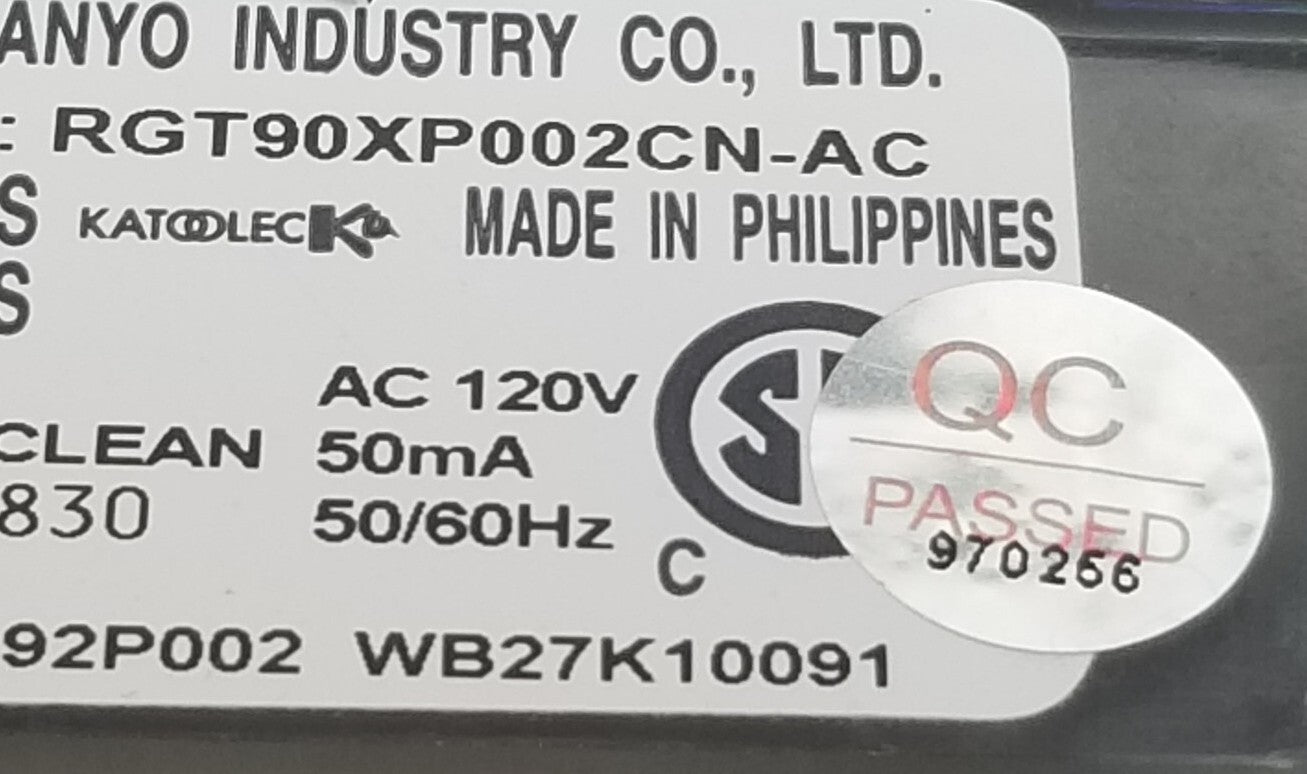 ANYO INDUSTRY CO., LTD.
: RGT90XP002CN-AC
S KATOOLEC Ka MADE IN PHILIPPINES
S
AC 120V
CLEAN 50mA
830 50/60Hz
C
92P002 WB27K10091
QC
PASSED
970266